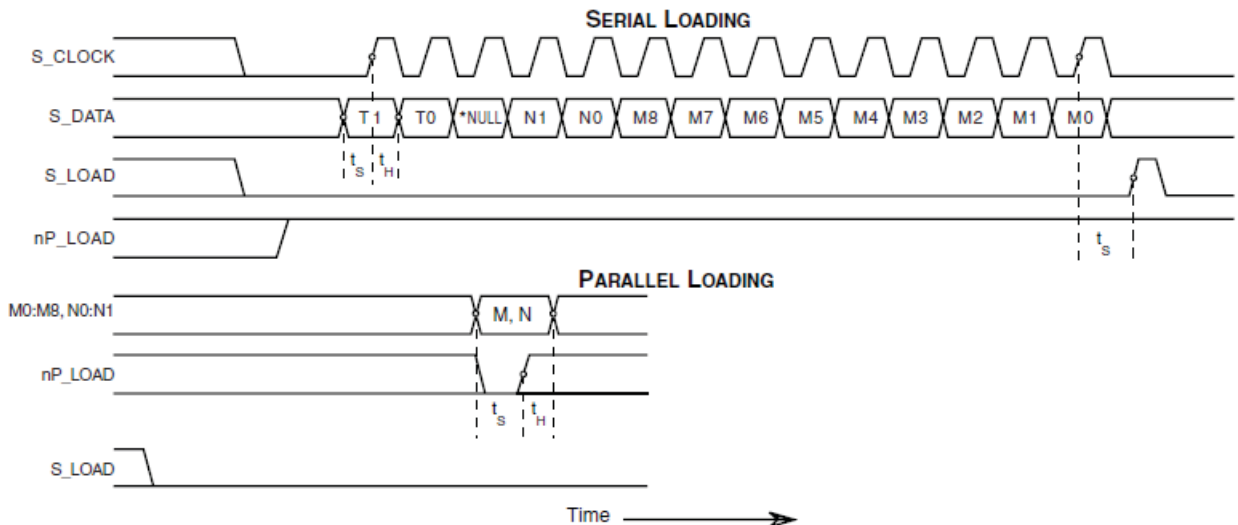 SERIAL LOADING
S_CLOCK
S_DATA T1 T0 *NULL N1 N0 M8 M7 M6 M5 M4 M3 M2 M1 M0
tS tH
S_LOAD
nP_LOAD
tS
PARALLEL LOADING
M0:M8, N0:N1 M, N
nP_LOAD
tS tH
S_LOAD
Time